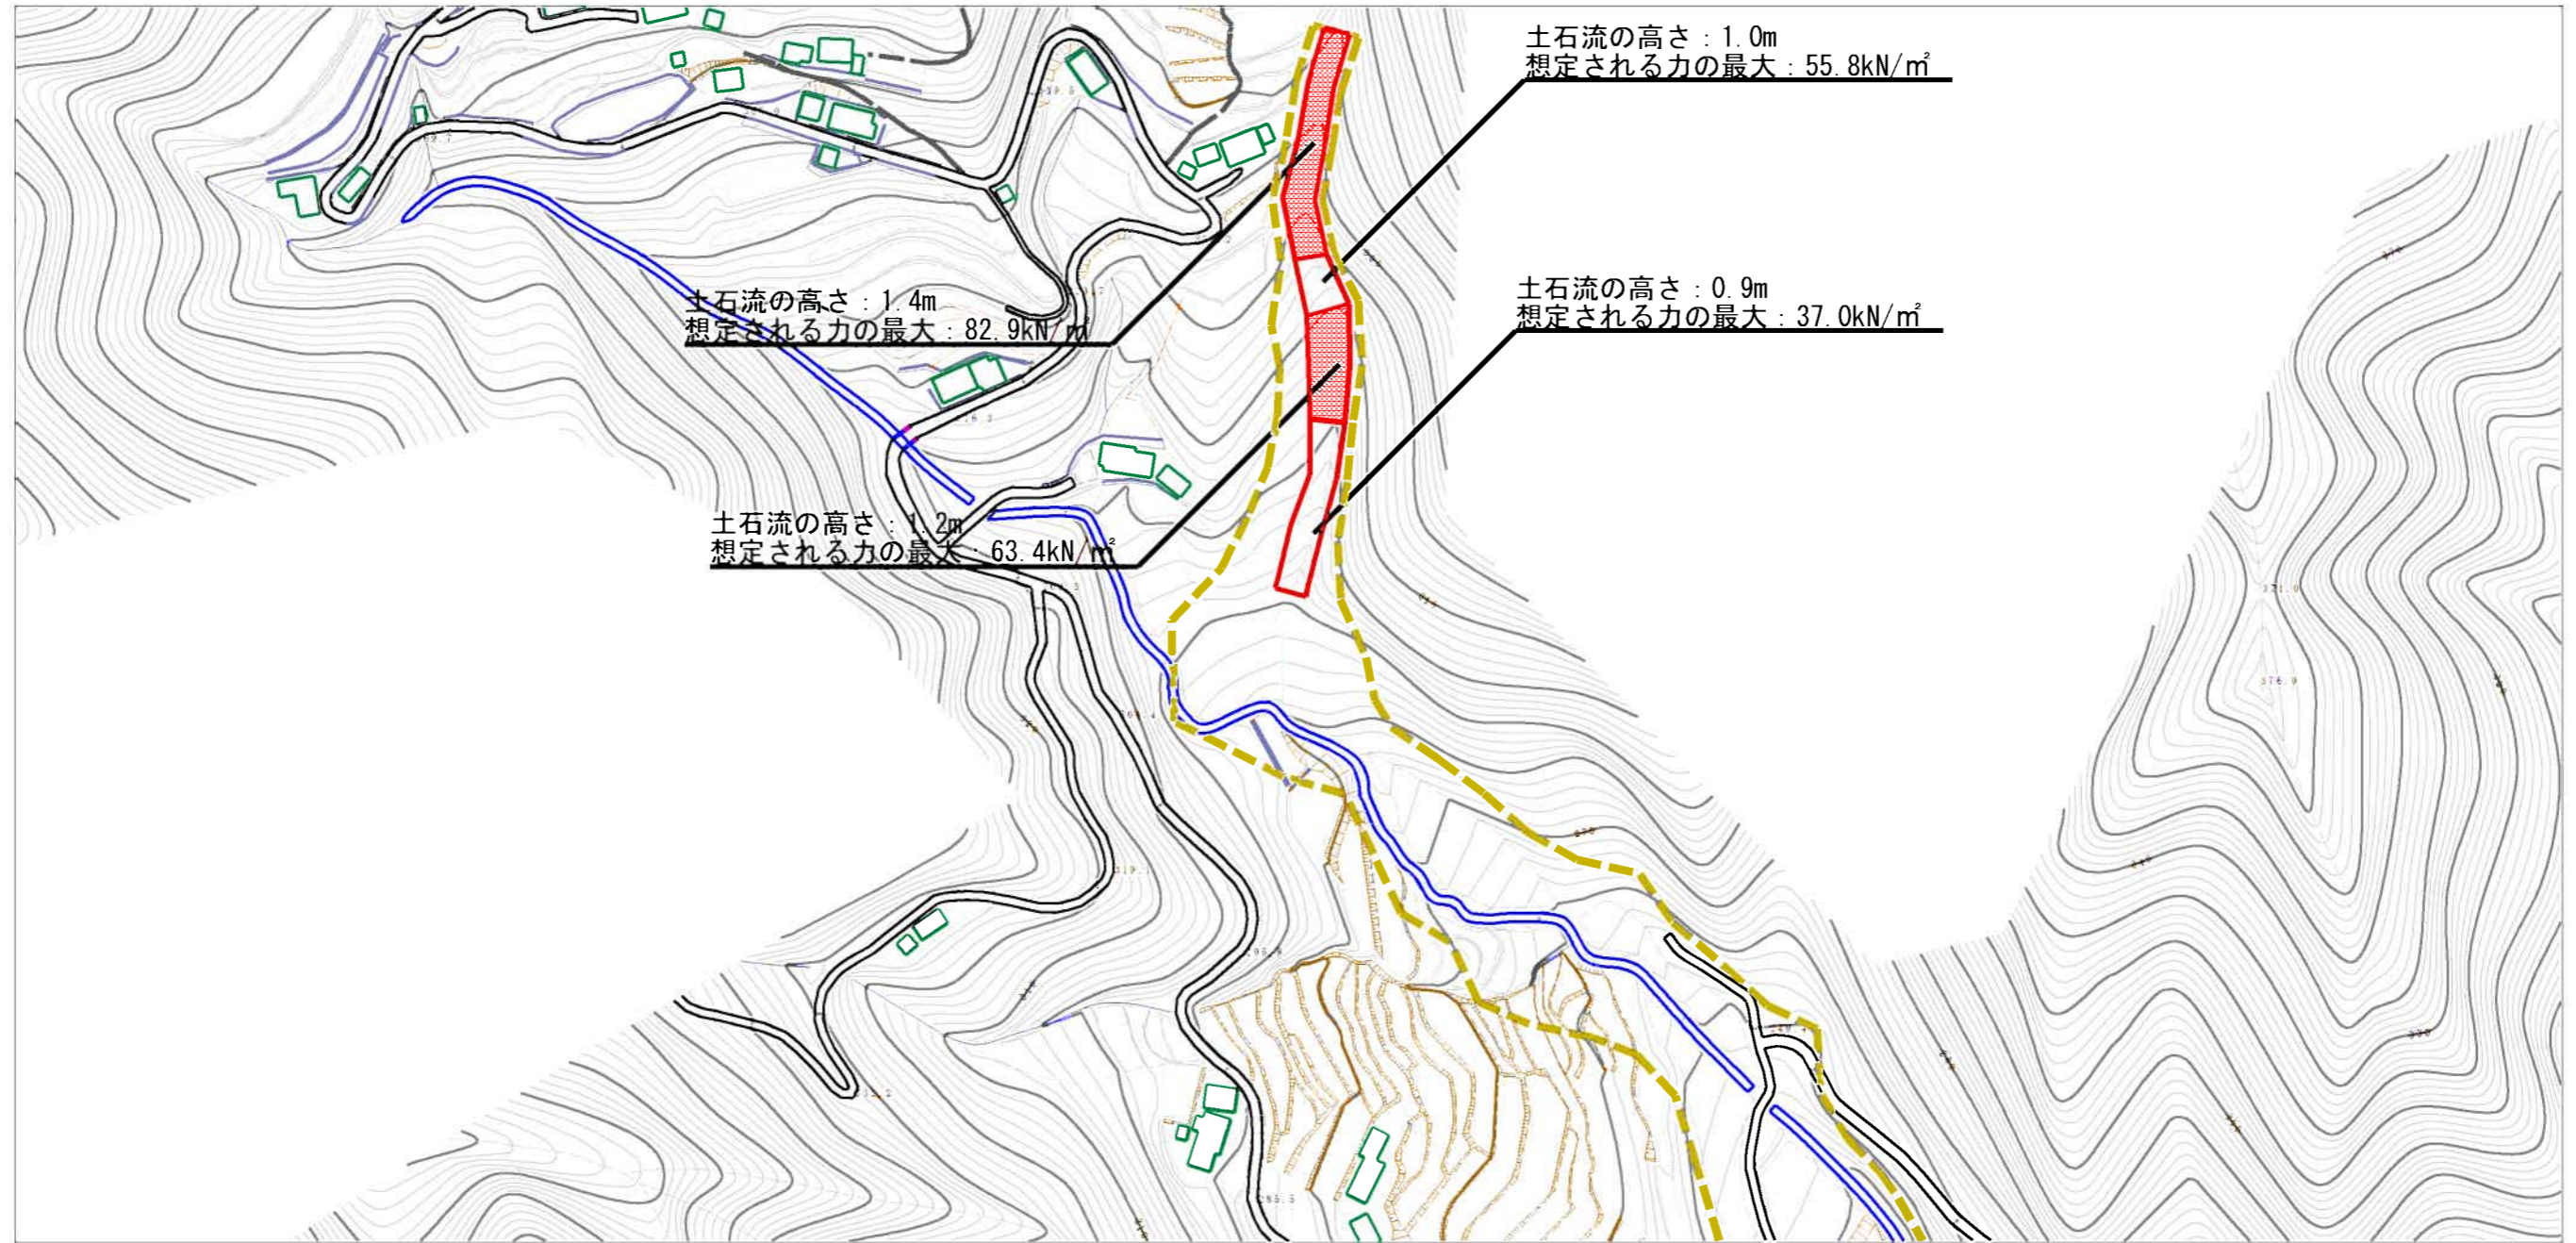 土石流の高さ：1.0m
想定される力の最大：55.8kN/㎡
土石流の高さ：1.4m
想定される力の最大：82.9kN/㎡
土石流の高さ：0.9m
想定される力の最大：37.0kN/㎡
土石流の高さ：1.2m
想定される力の最大：63.4kN/㎡